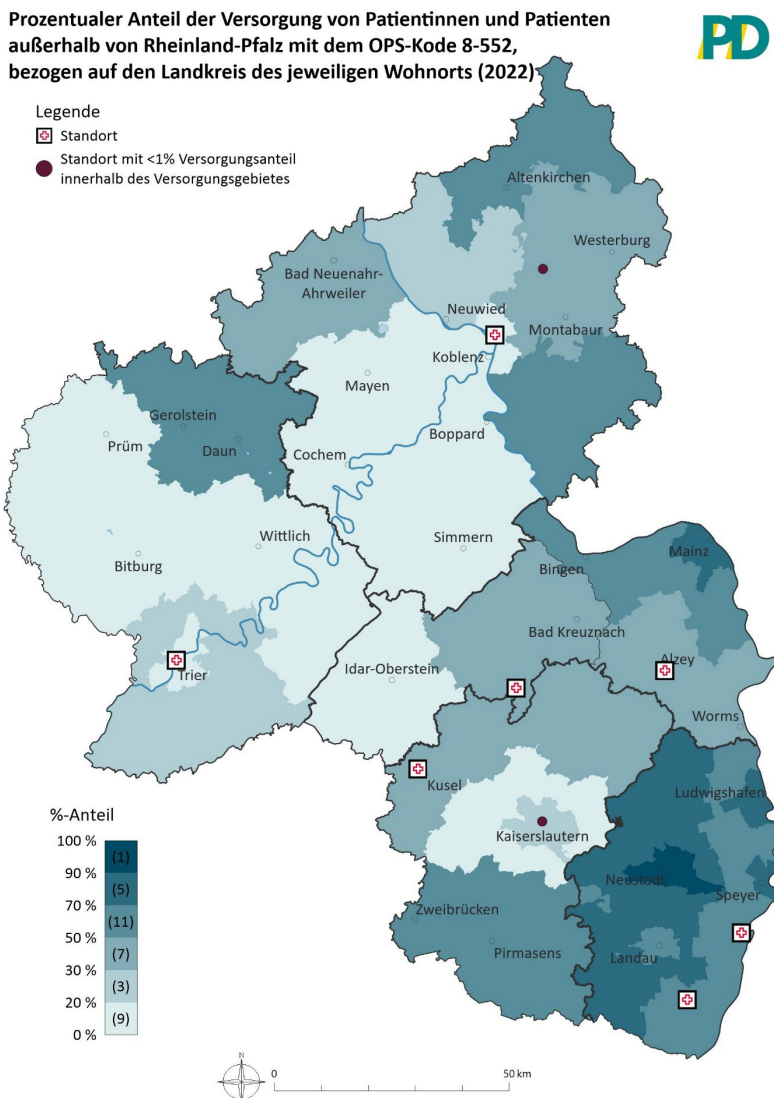 Prozentualer Anteil der Versorgung von Patientinnen und Patienten
außerhalb von Rheinland-Pfalz mit dem OPS-Kode 8-552,
bezogen auf den Landkreis des jeweiligen Wohnorts (2022)
PD
Legende
Standort
Standort mit <1% Versorgungsanteil
innerhalb des Versorgungsgebietes
Altenkirchen
Westerburg
Bad Neuenahr-
Ahrweiler
Neuwied
Montabaur
Koblenz
Mayen
Gerolstein
Boppard
Prüm
Daun
Cochem
Wittlich
Simmern
Mainz
Bitburg
Bingen
Bad Kreuznach
Alzey
Idar-Oberstein
Trier
Worms
Kusel
Ludwigshafen
%-Anteil
Kaiserslautern
100 %
(1)
90 %
(5)
70 %
(11)
50 %
(7)
30 %
(3)
20 %
(9)
0 %
Neustadt
Speyer
Zweibrücken
Pirmasens
Landau
N
0
50 km